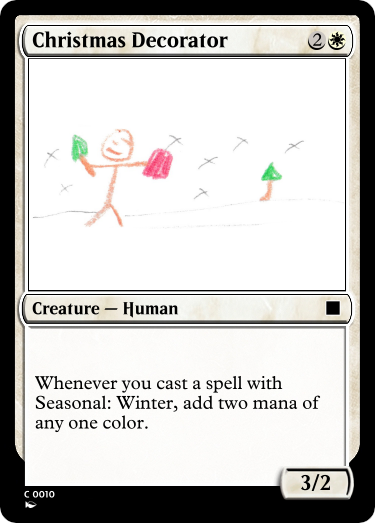 Christmas Decorator 2
Creature — Human
Whenever you cast a spell with
Seasonal: Winter, add two mana of
any one color.
3/2
C 0010